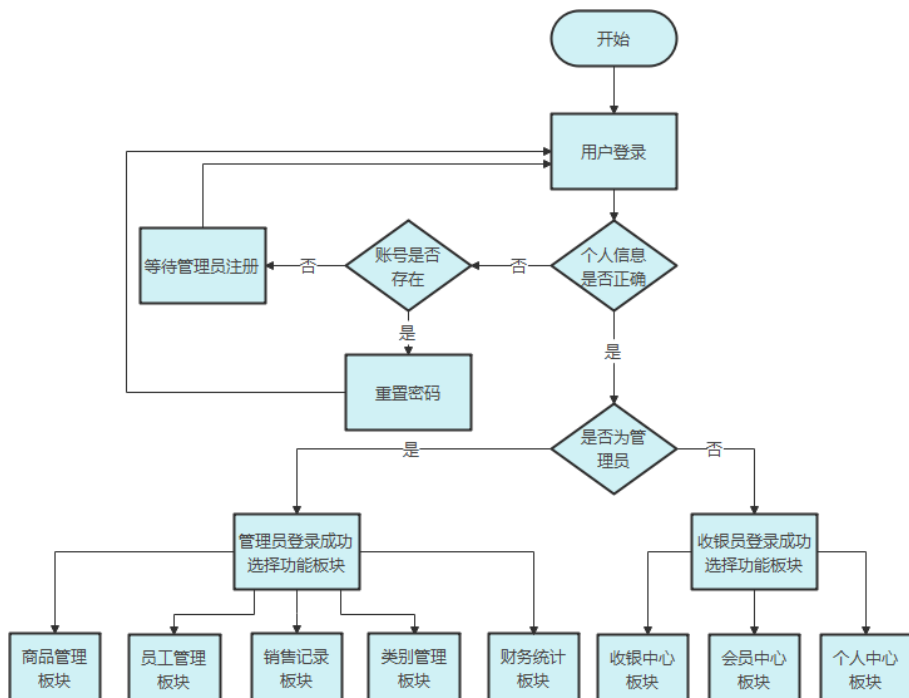 开始
用户登录
等待管理员注册
否
账号是否
存在
否
个人信息
是否正确
是
是
重置密码
是
是否为管
理员
否
管理员登录成功
选择功能板块
收银员登录成功
选择功能板块
商品管理
板块
员工管理
板块
销售记录
板块
类别管理
板块
财务统计
板块
收银中心
板块
会员中心
板块
个人中心
板块